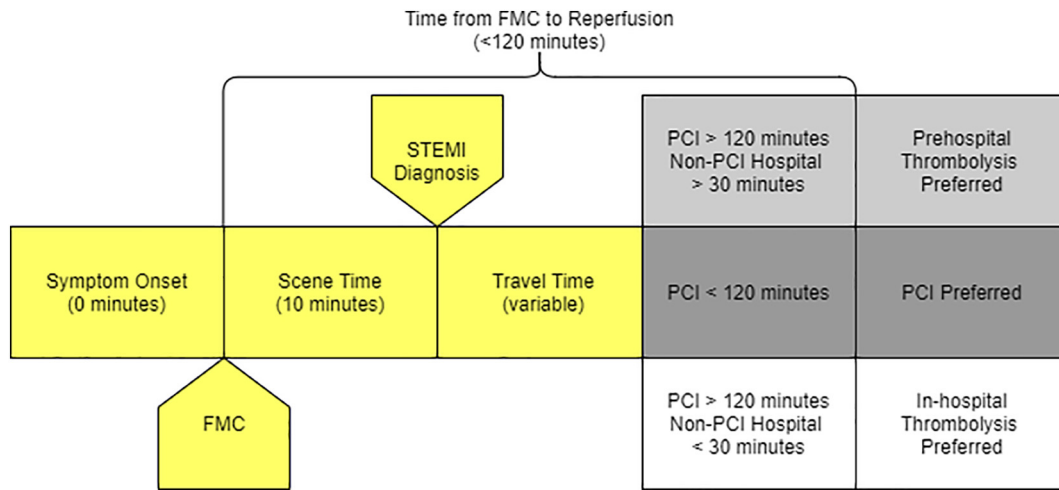 Time from FMC to Reperfusion
(<120 minutes)
STEMI
Diagnosis
PCI > 120 minutes
Non-PCI Hospital
> 30 minutes
Prehospital
Thrombolysis
Preferred
Symptom Onset
(0 minutes)
Scene Time
(10 minutes)
Travel Time
(variable)
PCI < 120 minutes
PCI Preferred
FMC
PCI > 120 minutes
Non-PCI Hospital
< 30 minutes
In-hospital
Thrombolysis
Preferred